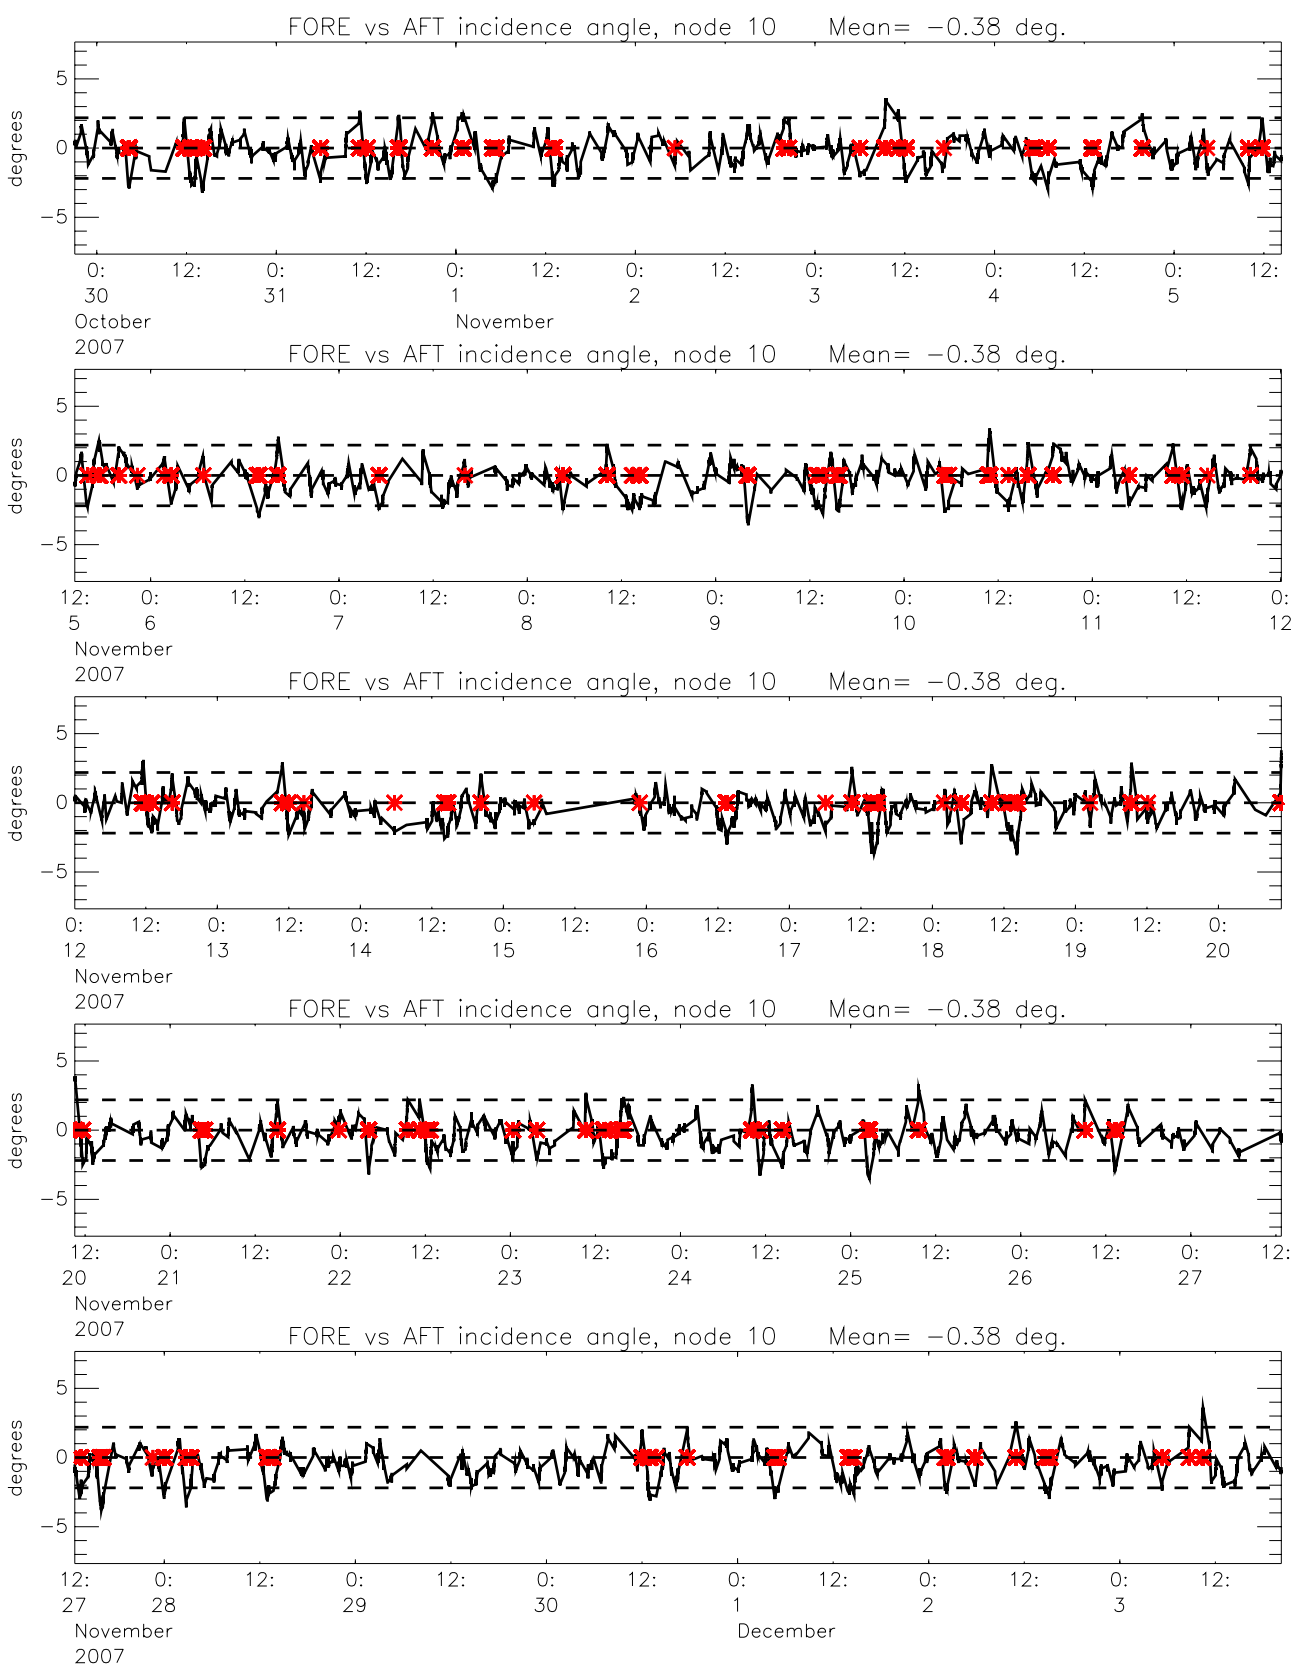 FORE vs AFT incidence angle, node 10 Mean= −0.38 deg.
degrees
5
0
−5
0: 12: 0: 12: 0: 12: 0: 12: 0: 12: 0: 12: 0: 12:
30 31 1 2 3 4 5
October November
2007
FORE vs AFT incidence angle, node 10 Mean= −0.38 deg.
degrees
5
0
−5
12: 0: 12: 0: 12: 0: 12: 0: 12: 0: 12: 0: 12: 0:
5 6 7 8 9 10 11 12
November
2007
FORE vs AFT incidence angle, node 10 Mean= −0.38 deg.
degrees
5
0
−5
0: 12: 0: 12: 0: 12: 0: 12: 0: 12: 0: 12: 0: 12: 0: 12: 0:
12 13 14 15 16 17 18 19 20
November
2007
FORE vs AFT incidence angle, node 10 Mean= −0.38 deg.
degrees
5
0
−5
12: 0: 12: 0: 12: 0: 12: 0: 12: 0: 12: 0: 12: 0: 12:
20 21 22 23 24 25 26 27
November
2007
FORE vs AFT incidence angle, node 10 Mean= −0.38 deg.
degrees
5
0
−5
12: 0: 12: 0: 12: 0: 12: 0: 12: 0: 12: 0: 12:
27 28 29 30 1 2 3
November December
2007